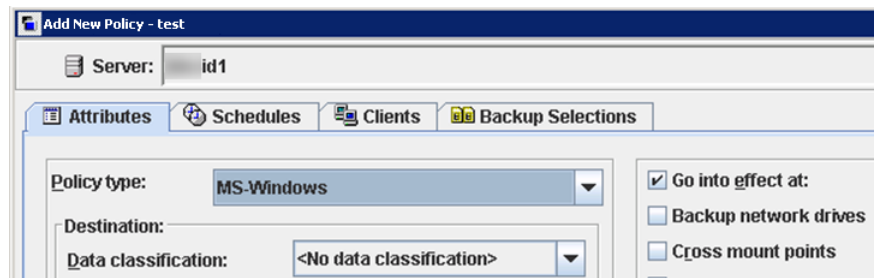 Add New Policy - test
Server: id1
Attributes Schedules Clients Backup Selections
Policy type: MS-Windows
Go into effect at:
Destination:
Backup network drives
Data classification: <No data classification>
Cross mount points